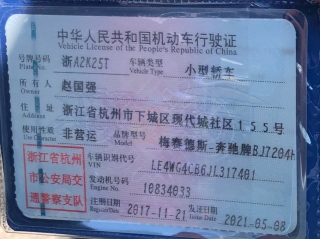 中华人民共和国机动车行驶证
Vehicle License of the People's Republic of China
号牌号码 浙A2K25T 车辆类型 小型轿车
Plate No. Vehicle Type
所有人 赵国强
Owner
住址 浙江省杭州市下城区现代城社区155号
Address
使用性质 非营运 品牌型号 梅赛德斯-奔驰牌BJ7204H
Use Character Model
浙江省杭州市公安局交通警察支队
车辆识别代号 LE4WG4CB6JL317401
VIN
发动机号码 10834033
Engine No.
注册日期 2017-11-21 发证日期 2021-05-08
Register Date Issue Date